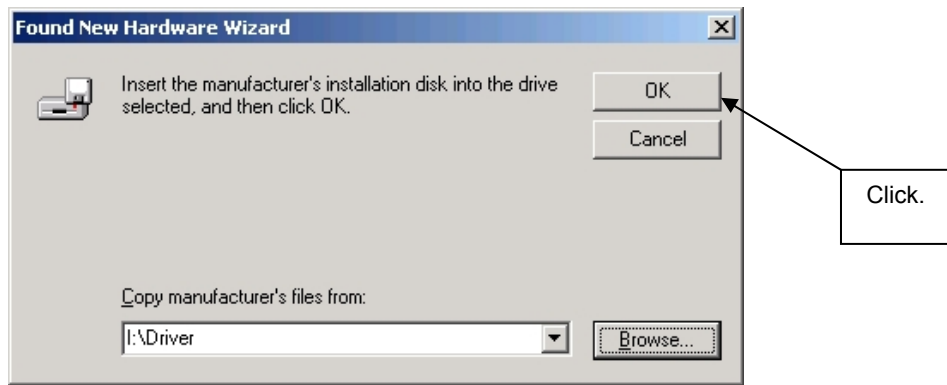 Found New Hardware Wizard
Insert the manufacturer's installation disk into the drive
selected, and then click OK.
OK
Cancel
Click.
Copy manufacturer's files from:
I:\Driver
Browse...